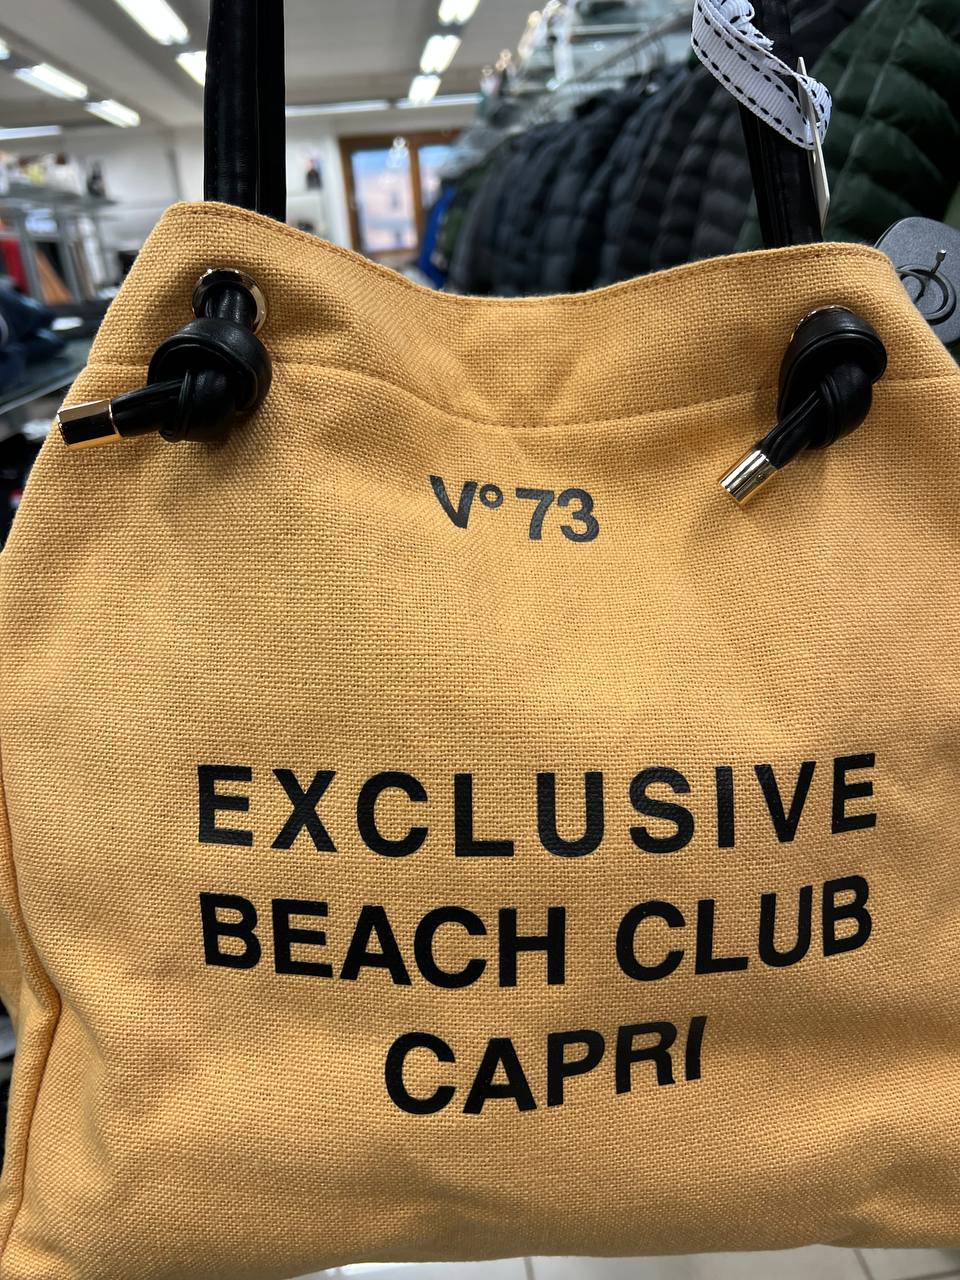 V° 73
EXCLUSIVE
BEACH CLUB
CAPRI